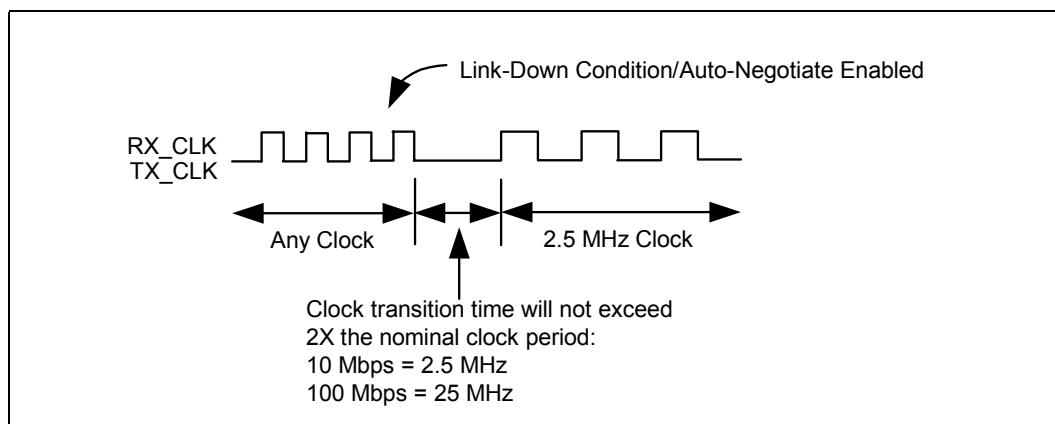 Link-Down Condition/Auto-Negotiate Enabled
RX_CLK
TX_CLK
Any Clock
2.5 MHz Clock
Clock transition time will not exceed
2X the nominal clock period:
10 Mbps = 2.5 MHz
100 Mbps = 25 MHz